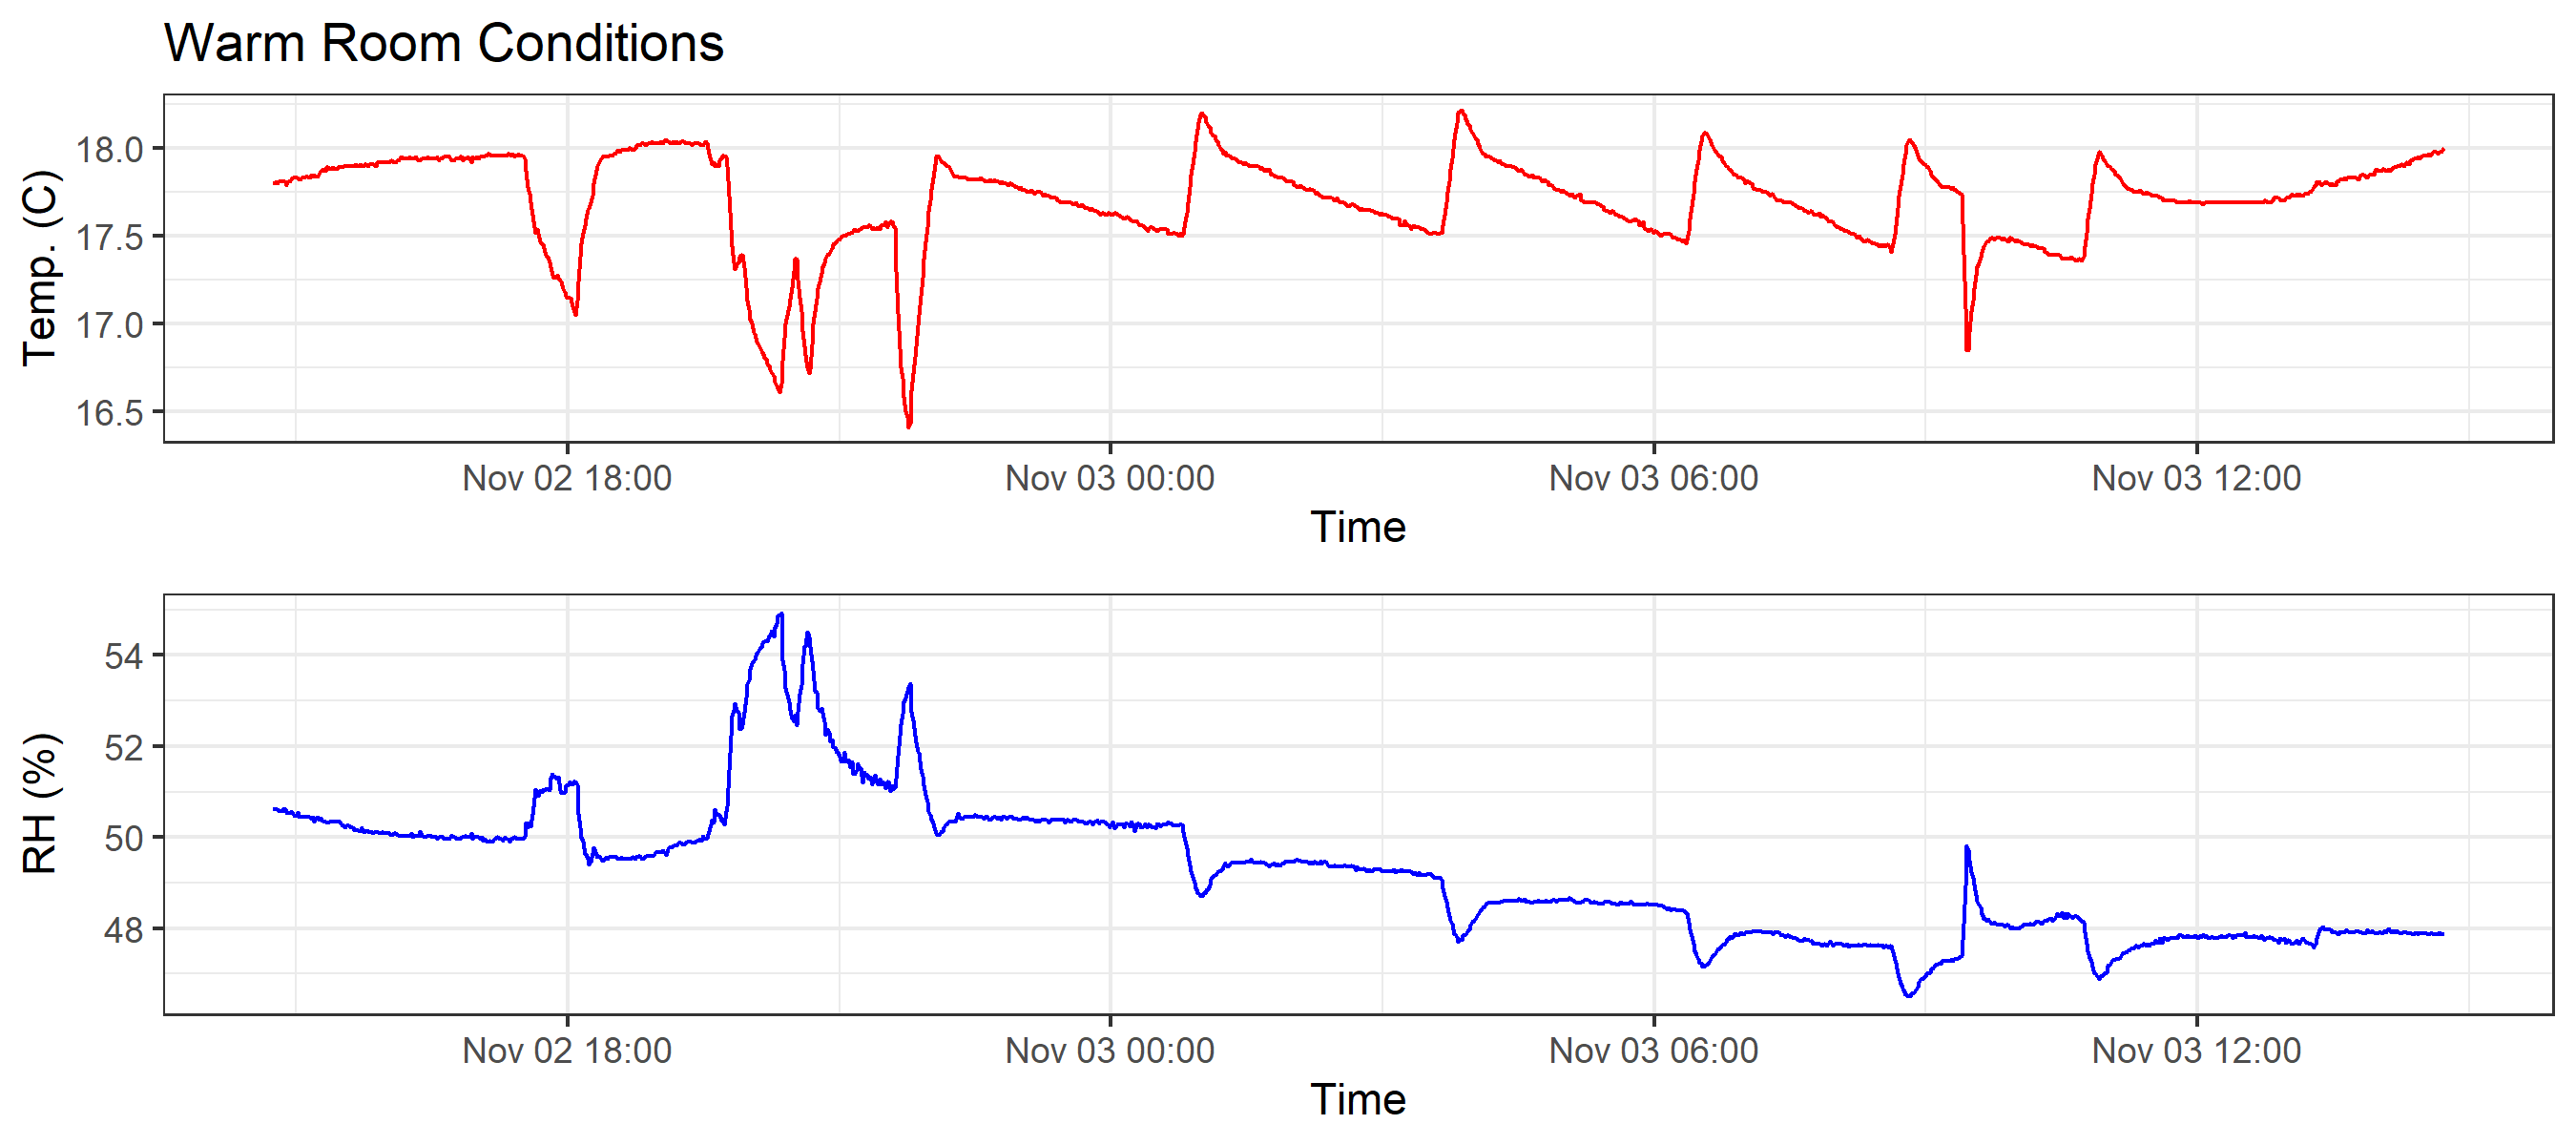 Warm Room Conditions
Temp. (C)
18.0
17.5
17.0
16.5
Nov 02 18:00 Nov 03 00:00 Nov 03 06:00 Nov 03 12:00
Time
RH (%)
54
52
50
48
Nov 02 18:00 Nov 03 00:00 Nov 03 06:00 Nov 03 12:00
Time